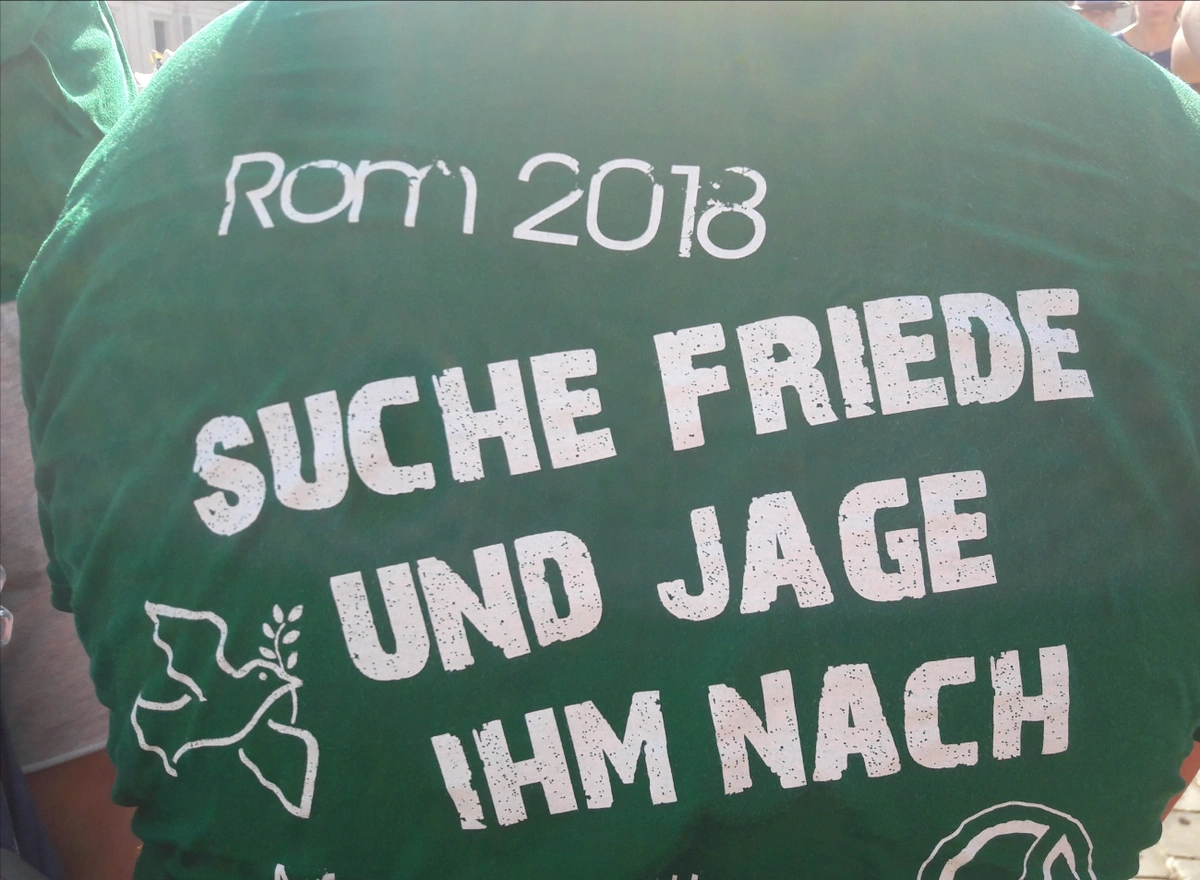 Rom 2018
SUCHE FRIEDE
UND JAGE
IHM NACH